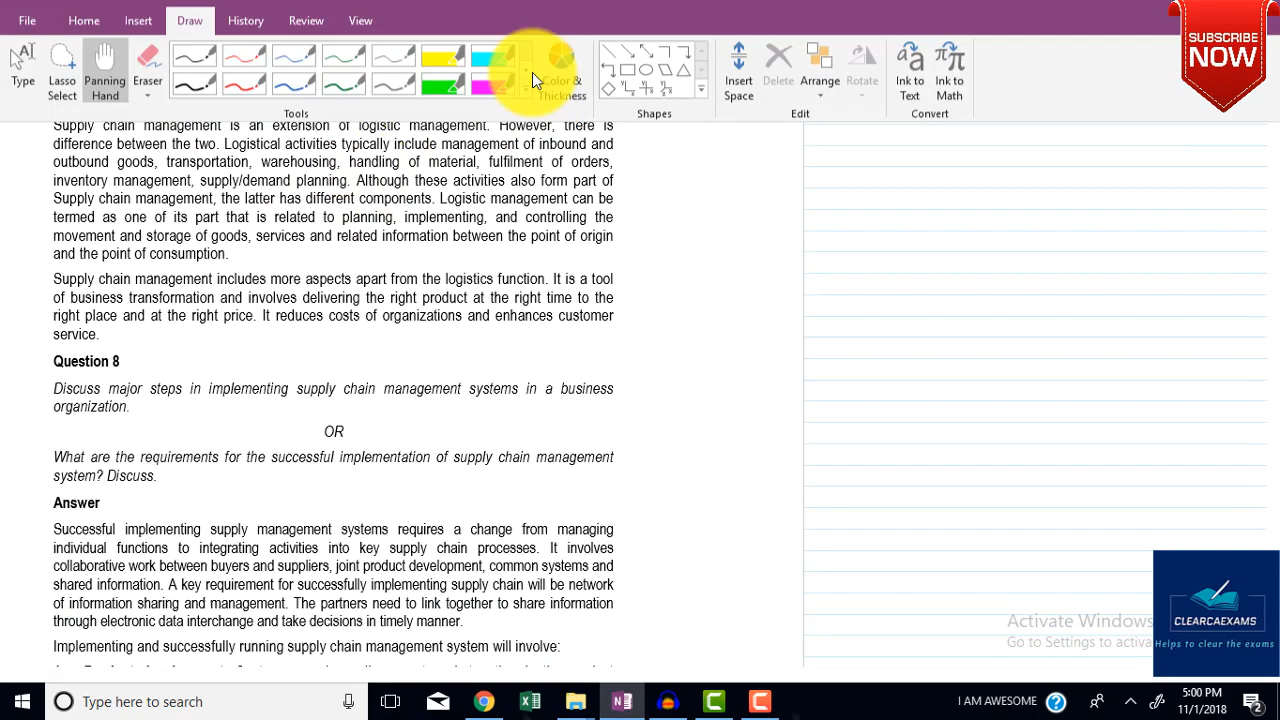 File Home Insert Draw History Review View
SUBSCRIBE
NOW
Type Lasso Select Panning Hand Eraser Color & Thickness Insert Space Delete Arrange Rotate Ink to Text Ink to Math
Tools Shapes Edit Convert
Supply chain management is an extension of logistic management. However, there is
difference between the two. Logistical activities typically include management of inbound and
outbound goods, transportation, warehousing, handling of material, fulfilment of orders,
inventory management, supply/demand planning. Although these activities also form part of
Supply chain management, the latter has different components. Logistic management can be
termed as one of its part that is related to planning, implementing, and controlling the
movement and storage of goods, services and related information between the point of origin
and the point of consumption.
Supply chain management includes more aspects apart from the logistics function. It is a tool
of business transformation and involves delivering the right product at the right time to the
right place and at the right price. It reduces costs of organizations and enhances customer
service.
Question 8
Discuss major steps in implementing supply chain management systems in a business
organization.
OR
What are the requirements for the successful implementation of supply chain management
system? Discuss.
Answer
Successful implementing supply management systems requires a change from managing
individual functions to integrating activities into key supply chain processes. It involves
collaborative work between buyers and suppliers, joint product development, common systems and
shared information. A key requirement for successfully implementing supply chain will be network
of information sharing and management. The partners need to link together to share information
through electronic data interchange and take decisions in timely manner.
Implementing and successfully running supply chain management system will involve:
Activate Windows
Go to Settings to activa
CLEARCAEXAMS
Helps to clear the exams
Type here to search
I AM AWESOME
5:00 PM
11/1/2018
2